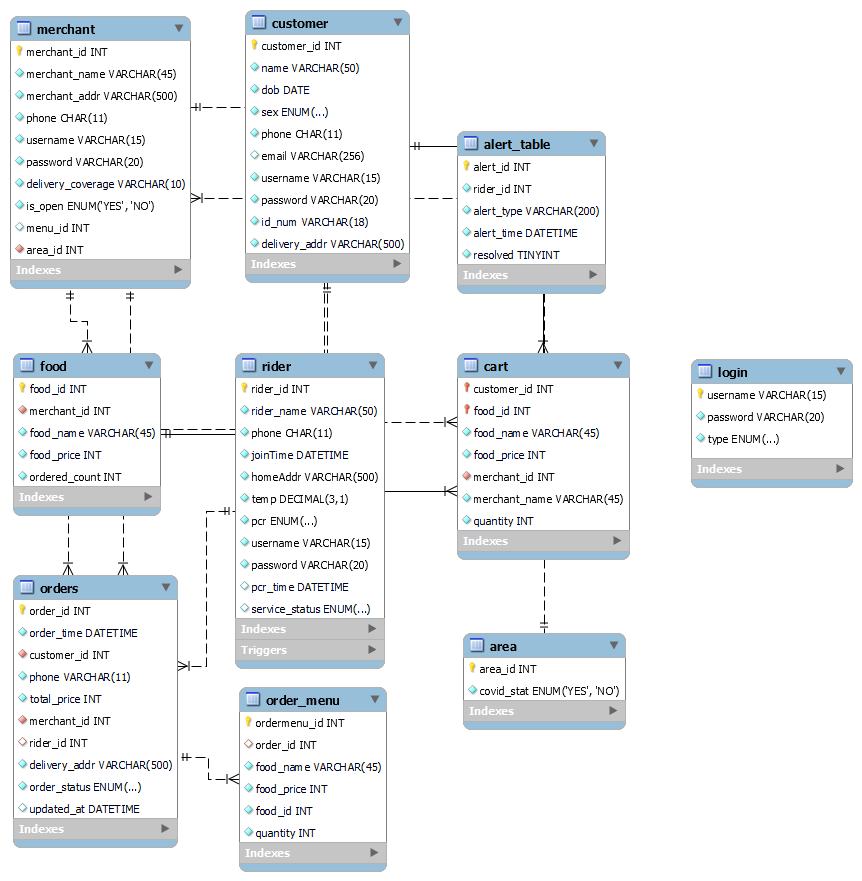 merchant
merchant_id INT
merchant_name VARCHAR(45)
merchant_addr VARCHAR(500)
phone CHAR(11)
username VARCHAR(15)
password VARCHAR(20)
delivery_coverage VARCHAR(10)
is_open ENUM('YES', 'NO')
menu_id INT
area_id INT
Indexes
customer
customer_id INT
name VARCHAR(50)
dob DATE
sex ENUM(...)
phone CHAR(11)
email VARCHAR(256)
username VARCHAR(15)
password VARCHAR(20)
id_num VARCHAR(18)
delivery_addr VARCHAR(500)
Indexes
alert_table
alert_id INT
rider_id INT
alert_type VARCHAR(200)
alert_time DATETIME
resolved TINYINT
Indexes
food
food_id INT
merchant_id INT
food_name VARCHAR(45)
food_price INT
ordered_count INT
Indexes
rider
rider_id INT
rider_name VARCHAR(50)
phone CHAR(11)
joinTime DATETIME
homeAddr VARCHAR(500)
temp DECIMAL(3,1)
pcr ENUM(...)
username VARCHAR(15)
password VARCHAR(20)
pcr_time DATETIME
service_status ENUM(...)
Indexes
Triggers
cart
customer_id INT
food_id INT
food_name VARCHAR(45)
food_price INT
merchant_id INT
merchant_name VARCHAR(45)
quantity INT
Indexes
login
username VARCHAR(15)
password VARCHAR(20)
type ENUM(...)
Indexes
orders
order_id INT
order_time DATETIME
customer_id INT
phone VARCHAR(11)
total_price INT
merchant_id INT
rider_id INT
delivery_addr VARCHAR(500)
order_status ENUM(...)
updated_at DATETIME
Indexes
order_menu
ordermenu_id INT
order_id INT
food_name VARCHAR(45)
food_price INT
food_id INT
quantity INT
Indexes
area
area_id INT
covid_stat ENUM('YES', 'NO')
Indexes